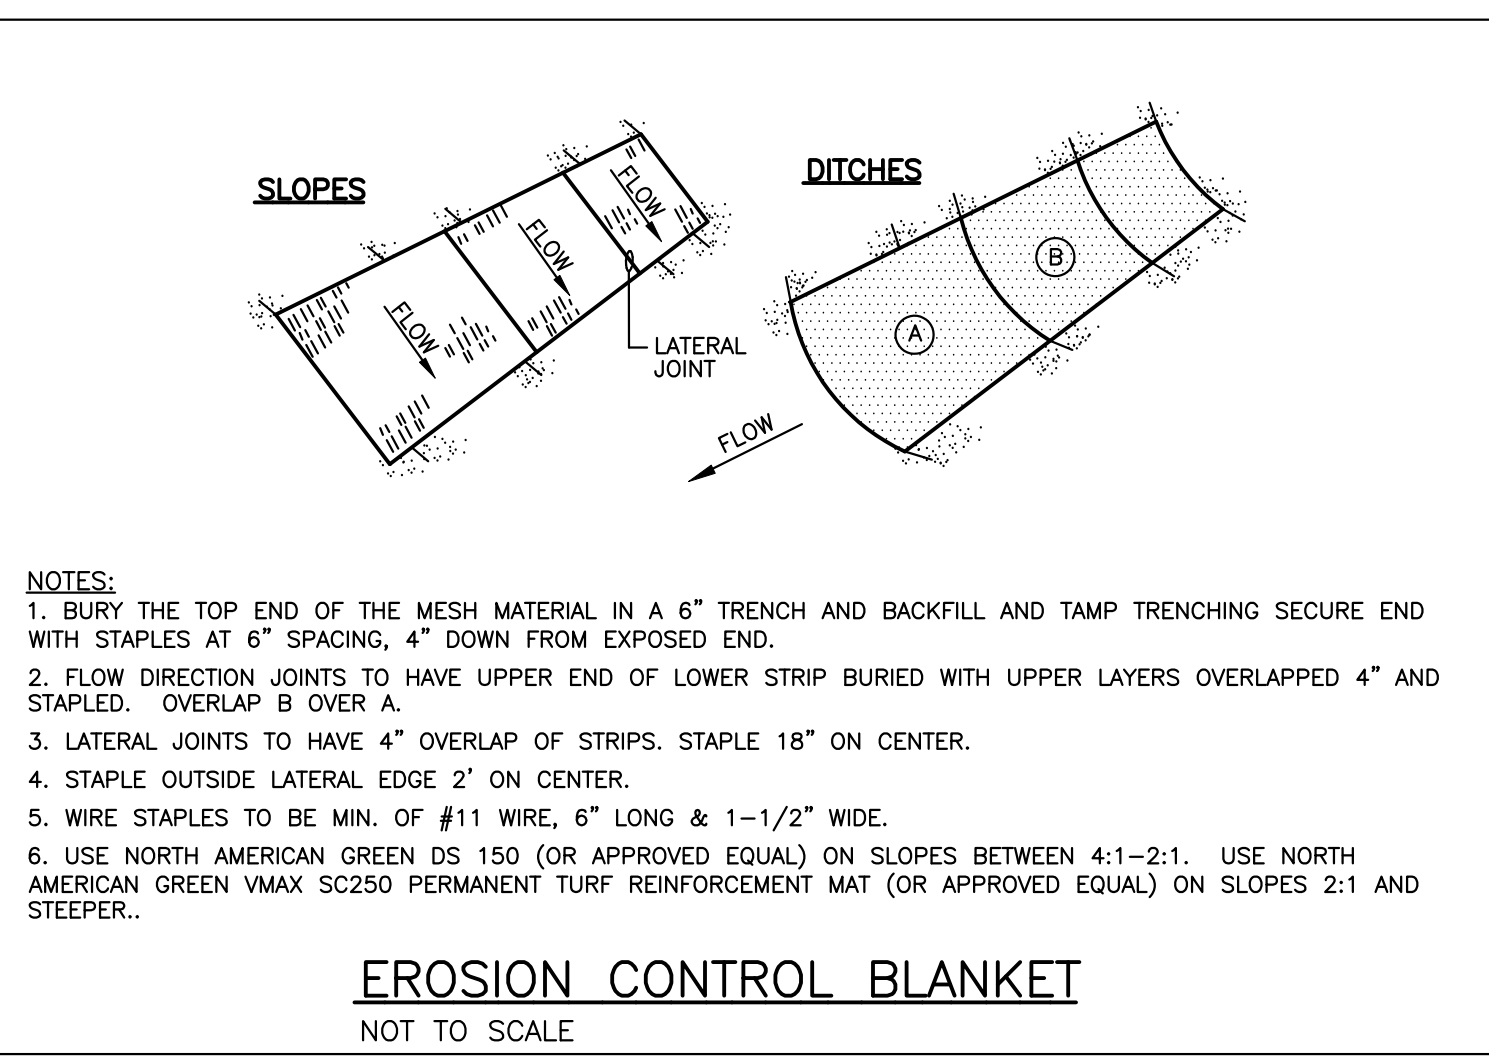 SLOPES
DITCHES
FLOW
FLOW
FLOW
B
A
LATERAL
JOINT
FLOW
NOTES:
1. BURY THE TOP END OF THE MESH MATERIAL IN A 6” TRENCH AND BACKFILL AND TAMP TRENCHING SECURE END
WITH STAPLES AT 6” SPACING, 4” DOWN FROM EXPOSED END.
2. FLOW DIRECTION JOINTS TO HAVE UPPER END OF LOWER STRIP BURIED WITH UPPER LAYERS OVERLAPPED 4” AND
STAPLED. OVERLAP B OVER A.
3. LATERAL JOINTS TO HAVE 4” OVERLAP OF STRIPS. STAPLE 18” ON CENTER.
4. STAPLE OUTSIDE LATERAL EDGE 2’ ON CENTER.
5. WIRE STAPLES TO BE MIN. OF #11 WIRE, 6” LONG & 1–1/2” WIDE.
6. USE NORTH AMERICAN GREEN DS 150 (OR APPROVED EQUAL) ON SLOPES BETWEEN 4:1–2:1. USE NORTH
AMERICAN GREEN VMAX SC250 PERMANENT TURF REINFORCEMENT MAT (OR APPROVED EQUAL) ON SLOPES 2:1 AND
STEEPER..
EROSION CONTROL BLANKET
NOT TO SCALE